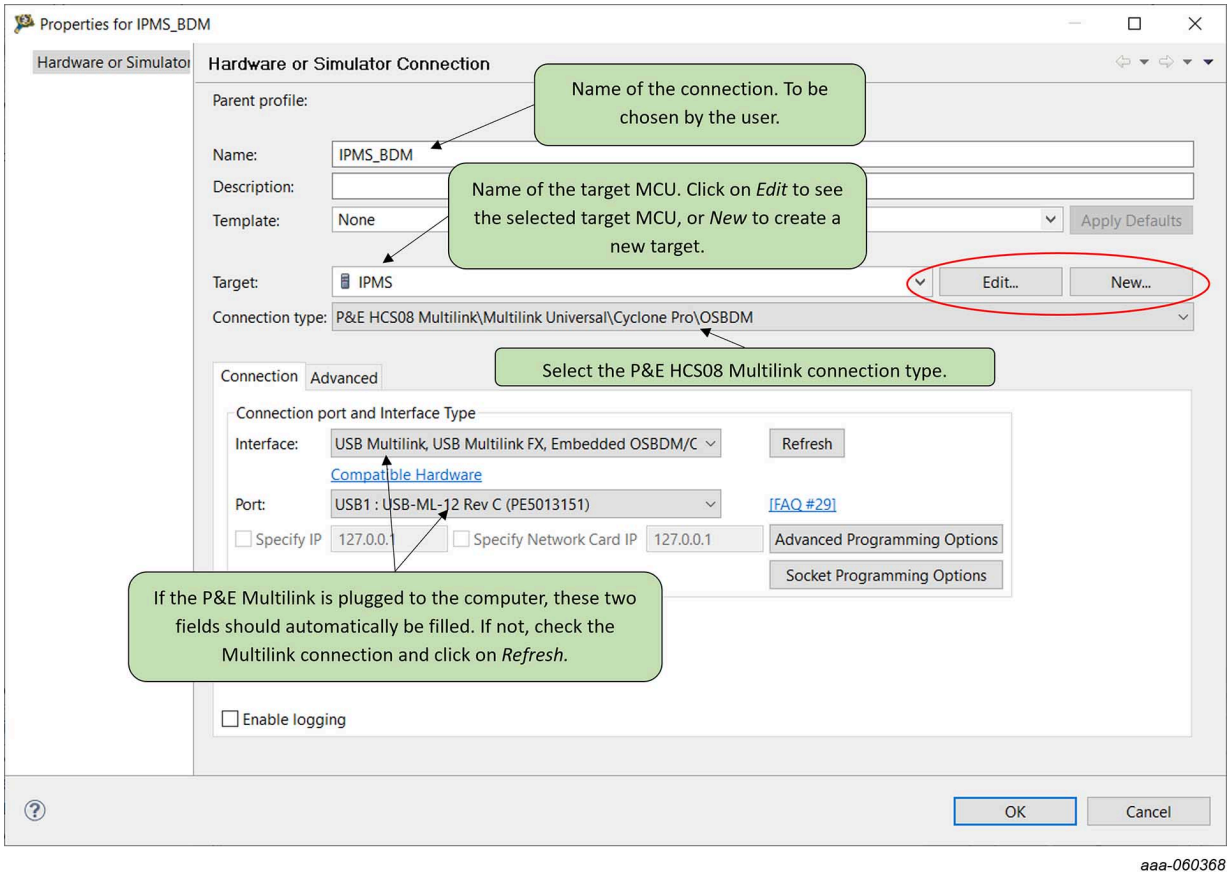 Properties for IPMS_BDM
Hardware or Simulator
Hardware or Simulator Connection
Parent profile:
Name of the connection. To be
chosen by the user.
Name: IPMS_BDM
Description:
Name of the target MCU. Click on Edit to see
the selected target MCU, or New to create a
new target.
Template: None Apply Defaults
Target: IPMS Edit... New...
Connection type: P&E HCS08 Multilink\Multilink Universal\Cyclone Pro\OSBDM
Select the P&E HCS08 Multilink connection type.
Connection Advanced
Connection port and Interface Type
Interface: USB Multilink, USB Multilink FX, Embedded OSBDM/C Refresh
Compatible Hardware
Port: USB1 : USB-ML-12 Rev C (PE5013151) [FAQ #29]
Specify IP 127.0.0.1 Specify Network Card IP 127.0.0.1 Advanced Programming Options
Socket Programming Options
If the P&E Multilink is plugged to the computer, these two
fields should automatically be filled. If not, check the
Multilink connection and click on Refresh.
Enable logging
OK Cancel
aaa-060368